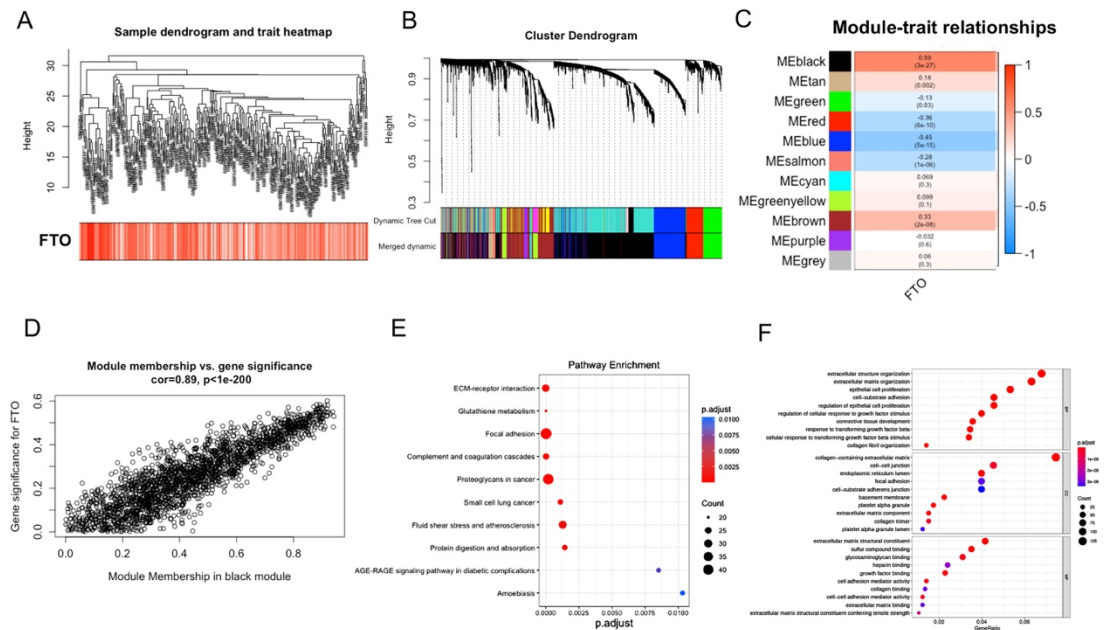 A
Sample dendrogram and trait heatmap
Height
30
25
20
15
10
FTO
B
Cluster Dendrogram
Height
0.9
0.7
0.5
0.3
Dynamic Tree Cut
Merged dynamic
C
Module-trait relationships
MEblack
0.59
(3e-27)
MEtan
0.18
(0.002)
MEgreen
-0.13
(0.03)
MEred
-0.36
(6e-10)
MEblue
-0.45
(5e-15)
MEsalmon
-0.28
(1e-06)
MEcyan
0.069
(0.3)
MEgreenyellow
0.099
(0.1)
MEbrown
0.33
(2e-08)
MEpurple
-0.032
(0.6)
MEgrey
0.06
(0.3)
FTO
1
0.5
0
-0.5
-1
D
Module membership vs. gene significance
cor=0.89, p<1e-200
Gene significance for FTO
0.6
0.4
0.2
0.0
0.0 0.2 0.4 0.6 0.8
Module Membership in black module
E
Pathway Enrichment
ECM-receptor interaction
Glutathione metabolism
Focal adhesion
Complement and coagulation cascades
Proteoglycans in cancer
Small cell lung cancer
Fluid shear stress and atherosclerosis
Protein digestion and absorption
AGE-RAGE signaling pathway in diabetic complications
Amoebiasis
0.0000 0.0025 0.0050 0.0075 0.0100
p.adjust
p.adjust
0.0100
0.0075
0.0050
0.0025
Count
20
25
30
35
40
F
extracellular structure organization
extracellular matrix organization
epithelial cell proliferation
cell-substrate adhesion
regulation of epithelial cell proliferation
regulation of cellular response to growth factor stimulus
connective tissue development
response to transforming growth factor beta
cellular response to transforming growth factor beta stimulus
collagen fibril organization
BP
collagen-containing extracellular matrix
cell-cell junction
endoplasmic reticulum lumen
focal adhesion
cell-substrate adherens junction
basement membrane
platelet alpha granule
extracellular matrix component
collagen trimer
platelet alpha granule lumen
CC
extracellular matrix structural constituent
sulfur compound binding
glycosaminoglycan binding
heparin binding
growth factor binding
cell adhesion mediator activity
collagen binding
cell-cell adhesion mediator activity
extracellular matrix binding
extracellular matrix structural constituent conferring tensile strength
MF
0.02 0.04 0.06
GeneRatio
p.adjust
Count
25
50
75
100
125